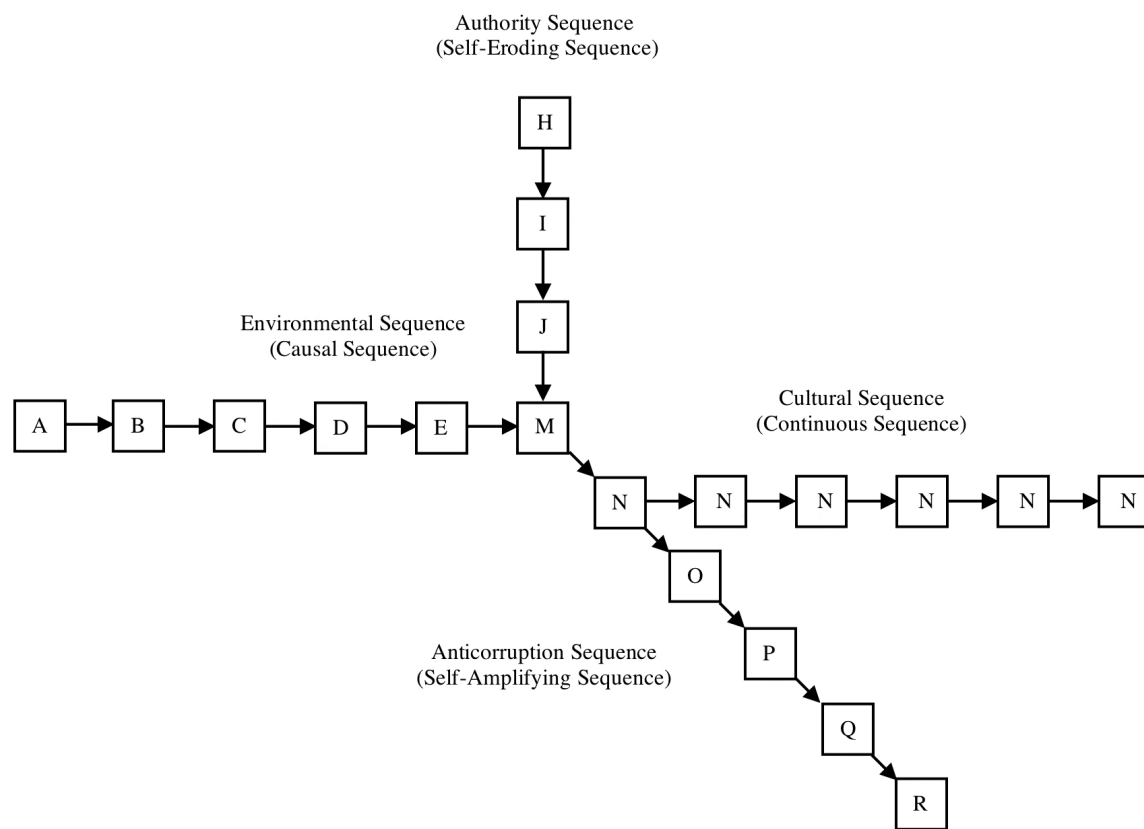 Authority Sequence
(Self-Eroding Sequence)
H
I
J
Environmental Sequence
(Causal Sequence)
A B C D E M
Cultural Sequence
(Continuous Sequence)
N N N N N N
O
Anticorruption Sequence
(Self-Amplifying Sequence)
P
Q
R